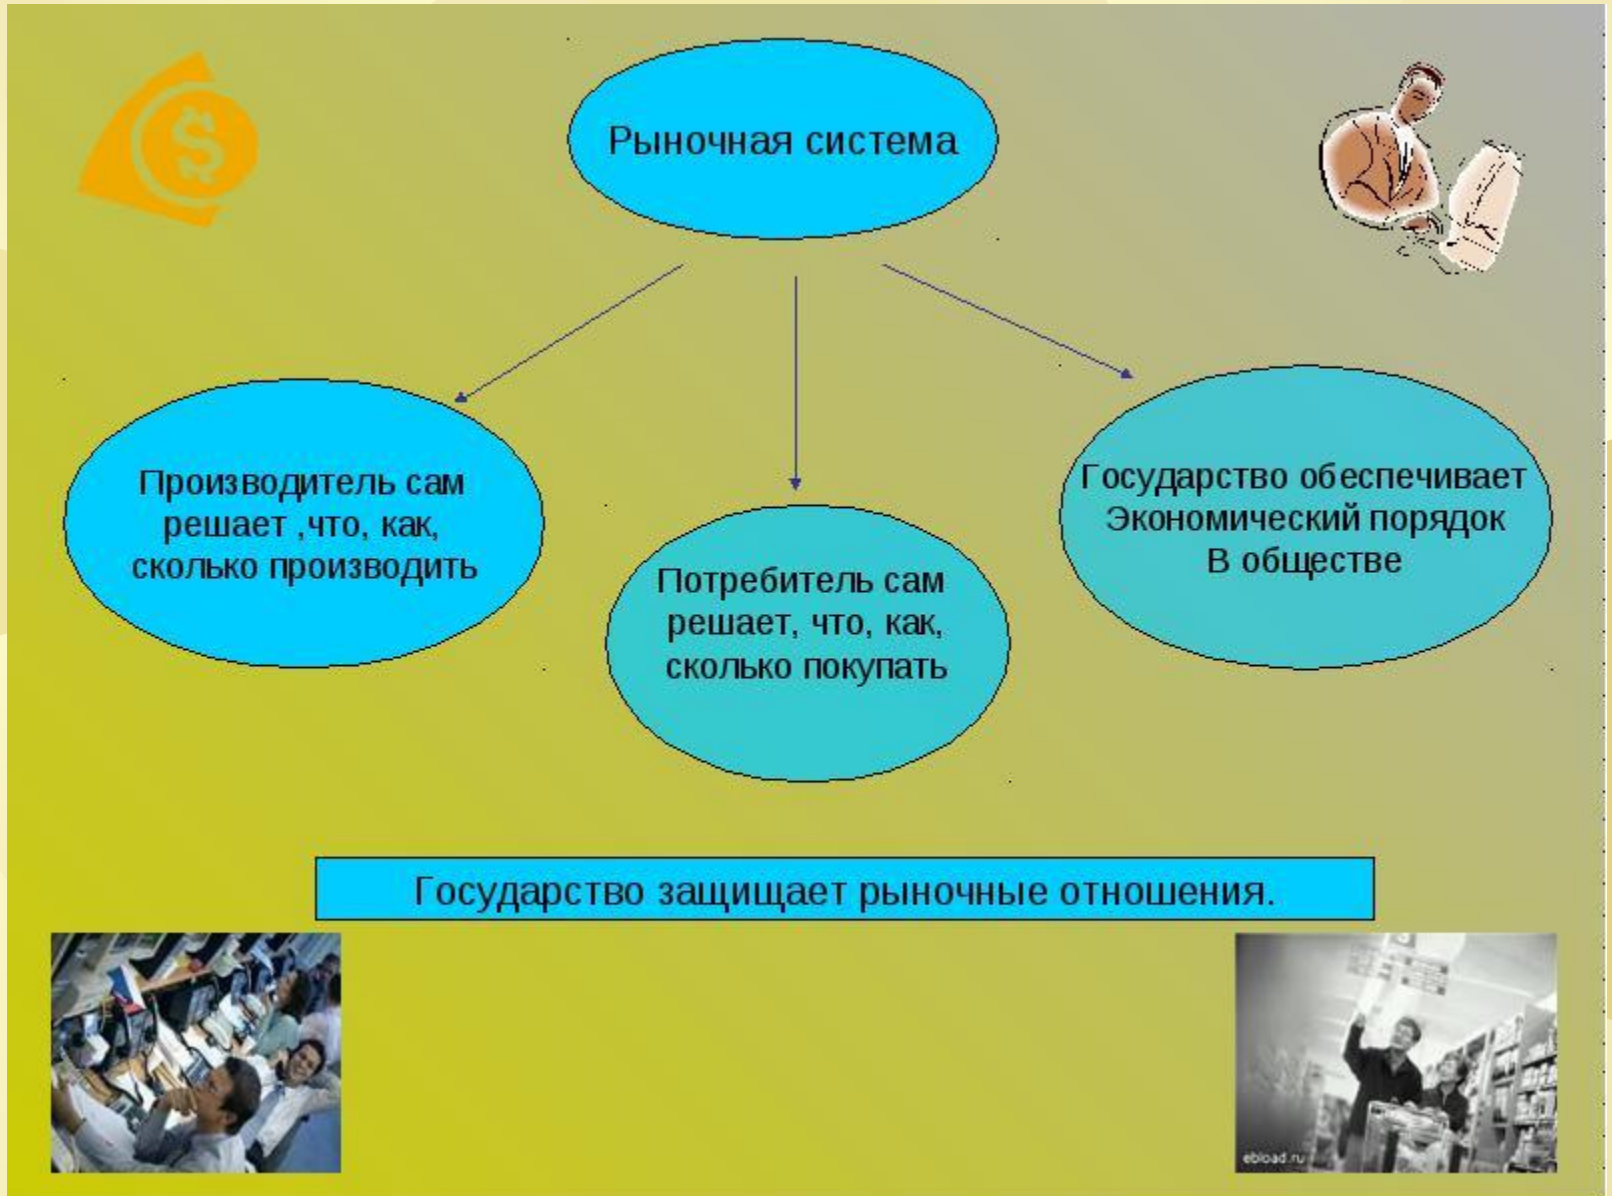 Рыночная система
Производитель сам
решает ,что, как,
сколько производить
Потребитель сам
решает, что, как,
сколько покупать
Государство обеспечивает
Экономический порядок
В обществе
Государство защищает рыночные отношения.
ebload.ru